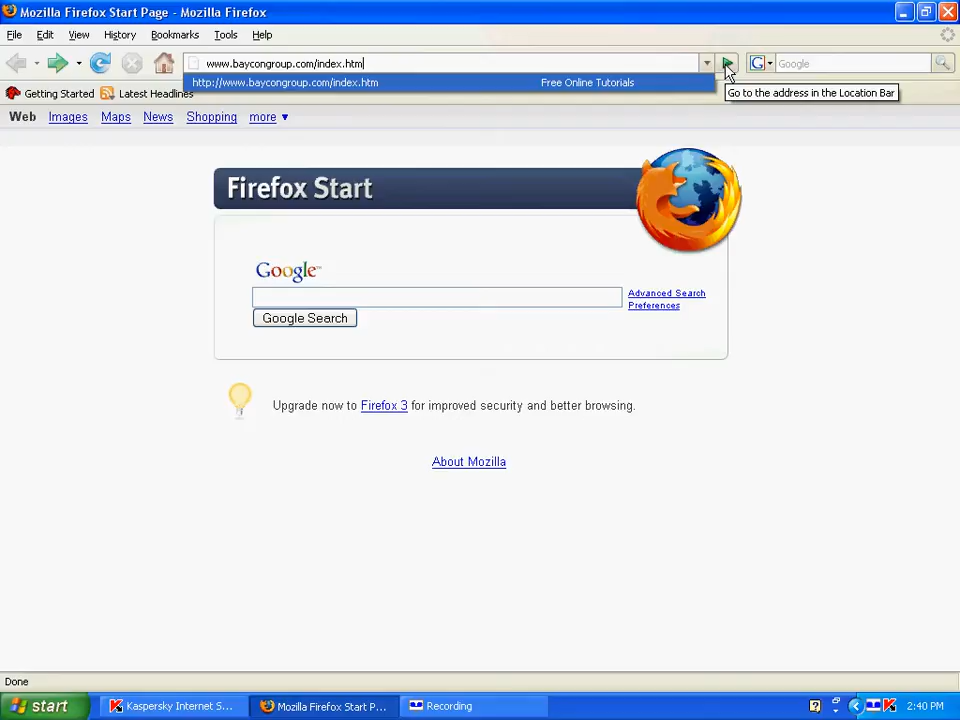 Mozilla Firefox Start Page - Mozilla Firefox
File Edit View History Bookmarks Tools Help
www.baycongroup.com/index.htm
G Google
http://www.baycongroup.com/index.htm Free Online Tutorials
Getting Started Latest Headlines
Go to the address in the Location Bar
Web Images Maps News Shopping more ▼
Firefox Start
Google™
Advanced Search
Preferences
Google Search
Upgrade now to Firefox 3 for improved security and better browsing.
About Mozilla
Done
start Kaspersky Internet S... Mozilla Firefox Start P... Recording 2:40 PM